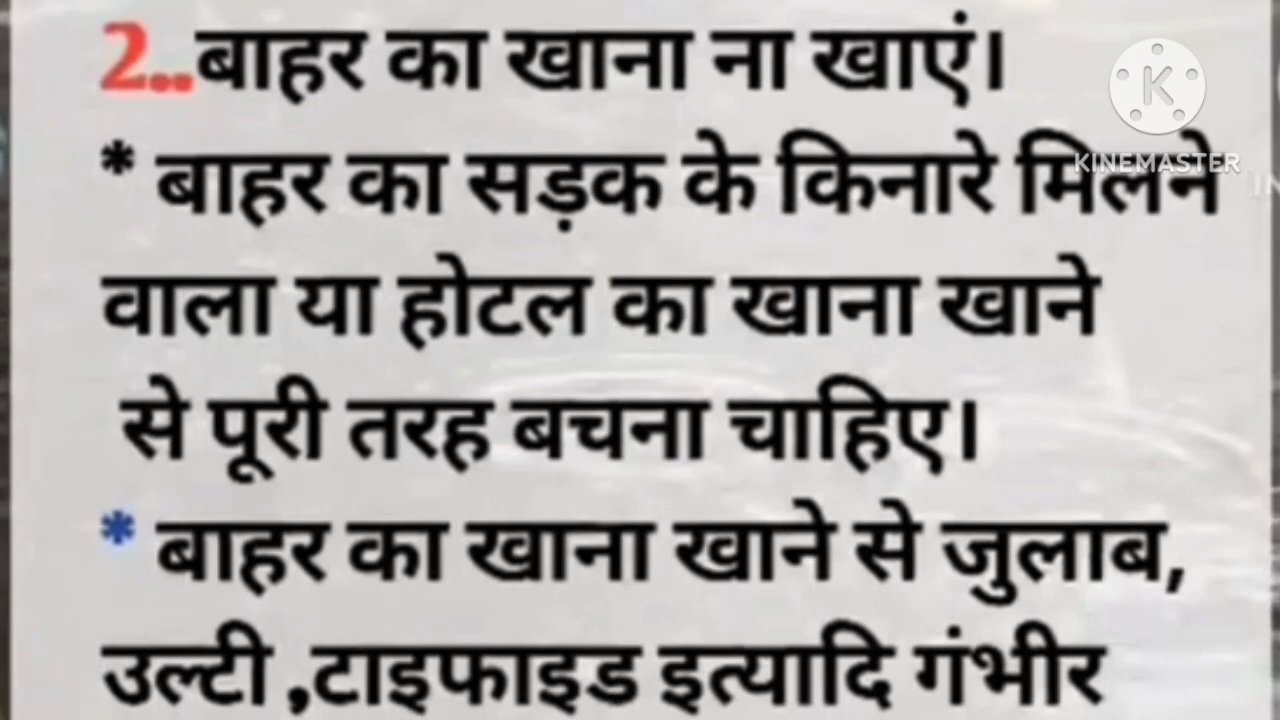 2..बाहर का खाना ना खाएं।
* बाहर का सड़क के किनारे मिलने
वाला या होटल का खाना खाने
से पूरी तरह बचना चाहिए।
* बाहर का खाना खाने से जुलाब,
उल्टी ,टाइफाइड इत्यादि गंभीर
KINEMASTER